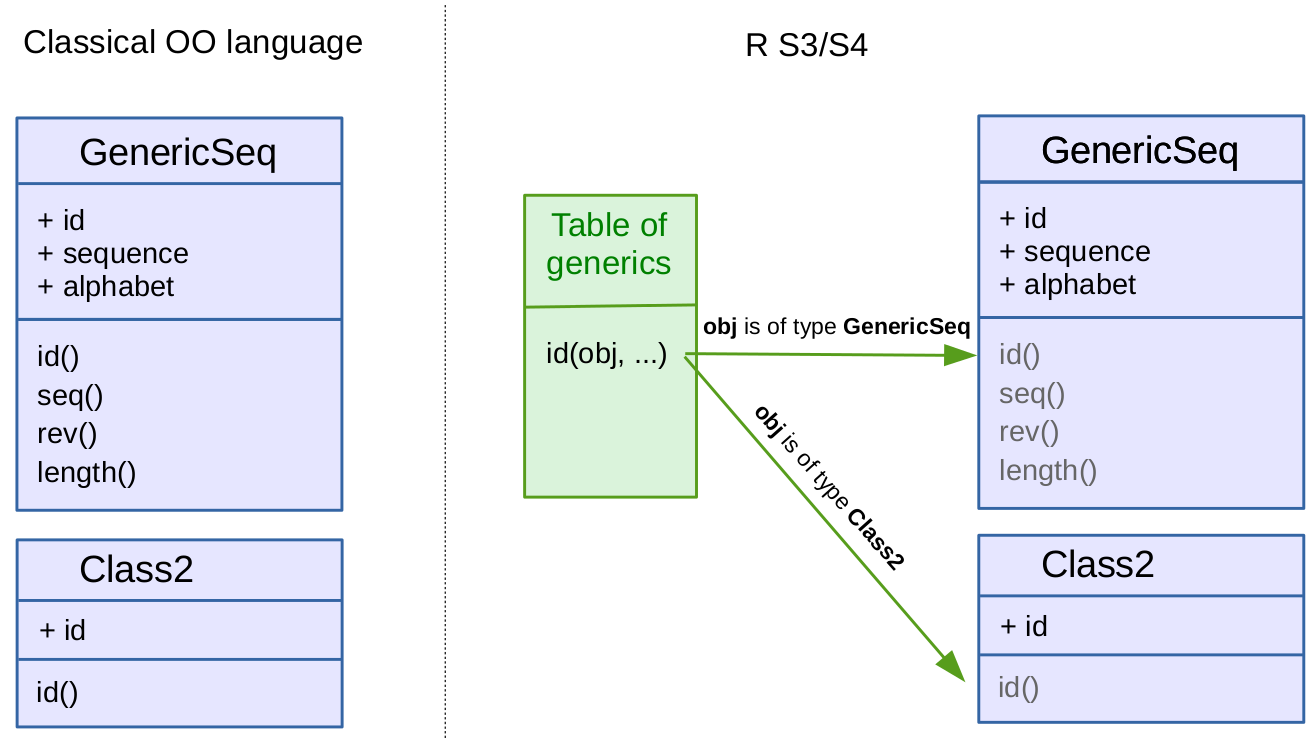 Classical OO language
GenericSeq
+ id
+ sequence
+ alphabet
id()
seq()
rev()
length()
Class2
+ id
id()
R S3/S4
Table of
generics
id(obj, ...)
obj is of type GenericSeq
obj is of type Class2
GenericSeq
+ id
+ sequence
+ alphabet
id()
seq()
rev()
length()
Class2
+ id
id()